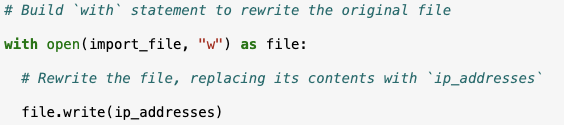 # Build `with` statement to rewrite the original file
with open(import_file, "w") as file:
# Rewrite the file, replacing its contents with `ip_addresses`
file.write(ip_addresses)